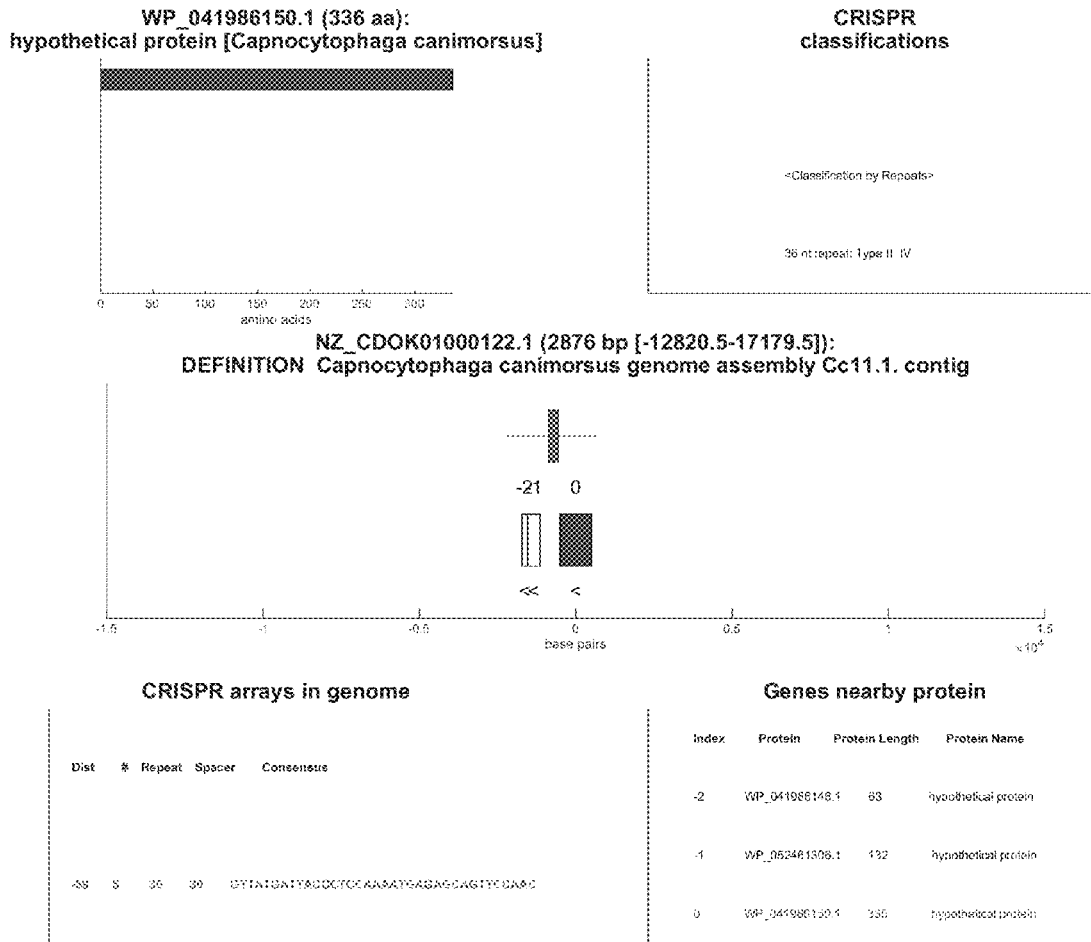 WP_041986150.1 (336 aa):
hypothetical protein [Capnocytophaga canimorsus]
CRISPR
classifications
<Classification by Repeats>
36 nt repeat: Type II IV
0 50 100 150 200 250 300
amino acids
NZ_CDOK01000122.1 (2876 bp [-12820.5-17179.5]):
DEFINITION Capnocytophaga canimorsus genome assembly Cc11.1. contig
-21 0
<< <
-1.5 -1 -0.5 0 0.5 1 1.5
base pairs
×10^4
CRISPR arrays in genome
Dist # Repeat Spacer Consensus
Genes nearby protein
Index Protein Protein Length Protein Name
-2 63 hypothetical protein
-1 132 hypothetical protein
0 WP_041986150.1 hypothetical protein